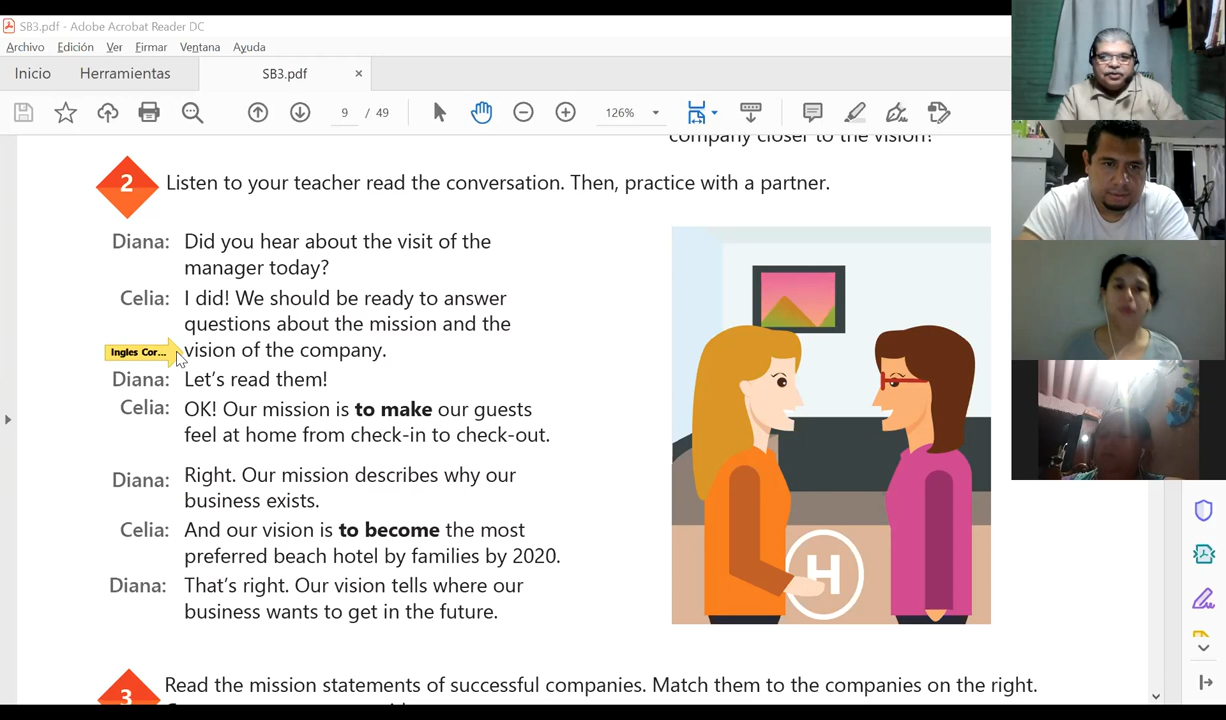 SB3.pdf - Adobe Acrobat Reader DC
Archivo Edición Ver Firmar Ventana Ayuda
Inicio Herramientas SB3.pdf ×
9 / 49 126%
company closer to the vision?
2 Listen to your teacher read the conversation. Then, practice with a partner.
Diana: Did you hear about the visit of the
manager today?
Celia: I did! We should be ready to answer
questions about the mission and the
Ingles Cor... vision of the company.
Diana: Let's read them!
Celia: OK! Our mission is to make our guests
feel at home from check-in to check-out.
Diana: Right. Our mission describes why our
business exists.
Celia: And our vision is to become the most
preferred beach hotel by families by 2020.
Diana: That's right. Our vision tells where our
business wants to get in the future.
H
3 Read the mission statements of successful companies. Match them to the companies on the right.